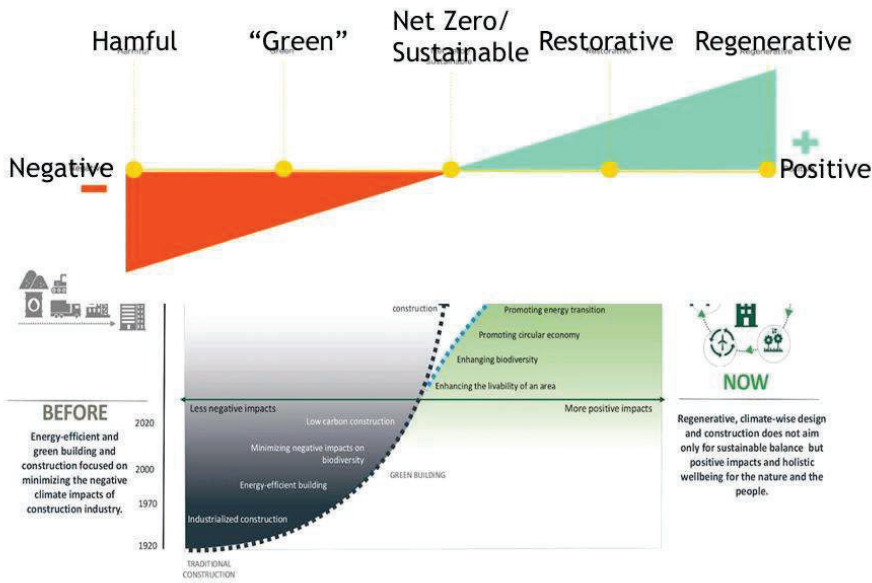 Hamful
“Green”
Net Zero/
Sustainable
Restorative
Regenerative
Negative
Positive
construction
Promoting energy transition
Promoting circular economy
Enhanging biodiversity
Enhancing the livability of an area
NOW
BEFORE
Less negative impacts
More positive impacts
Energy-efficient and
green building and
construction focused on
minimizing the negative
climate impacts of
construction industry.
2020
2000
1970
1920
Low carbon construction
Minimizing negative impacts on
biodiversity
Energy-efficient building
Industrialized construction
GREEN BUILDING
TRADITIONAL
CONSTRUCTION
Regenerative, climate-wise design
and construction does not aim
only for sustainable balance but
positive impacts and holistic
wellbeing for the nature and the
people.